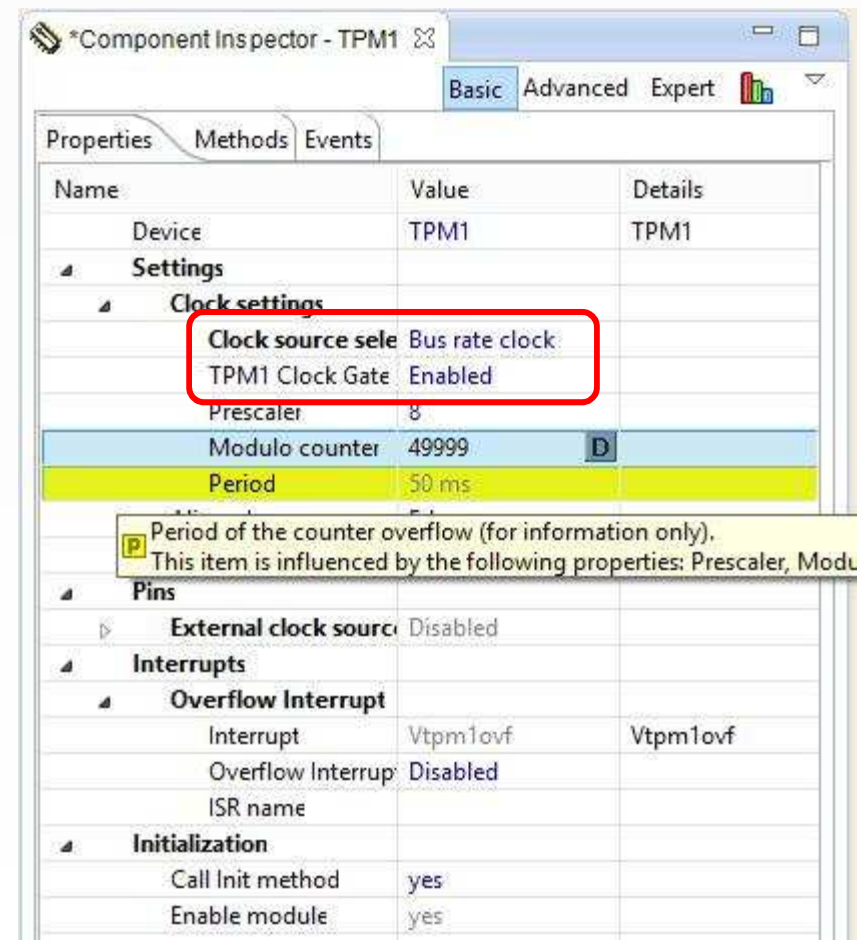 *Component Inspector - TPM1
Basic Advanced Expert
Properties Methods Events
Name Value Details
Device TPM1 TPM1
Settings
Clock settings
Clock source sele Bus rate clock
TPM1 Clock Gate Enabled
Prescaler 8
Modulo counter 49999 D
Period 50 ms
P Period of the counter overflow (for information only).
This item is influenced by the following properties: Prescaler, Modu
Pins
External clock sourc Disabled
Interrupts
Overflow Interrupt
Interrupt Vtpm1ovf Vtpm1ovf
Overflow Interrup Disabled
ISR name
Initialization
Call Init method yes
Enable module yes